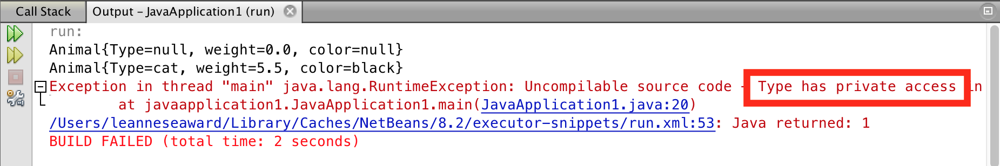 Call Stack
Output – JavaApplication1 (run)
run:
Animal{Type=null, weight=0.0, color=null}
Animal{Type=cat, weight=5.5, color=black}
Exception in thread "main" java.lang.RuntimeException: Uncompilable source code - Type has private access in
at javaapplication1.JavaApplication1.main(JavaApplication1.java:20)
/Users/leanneseaward/Library/Caches/NetBeans/8.2/executor-snippets/run.xml:53: Java returned: 1
BUILD FAILED (total time: 2 seconds)